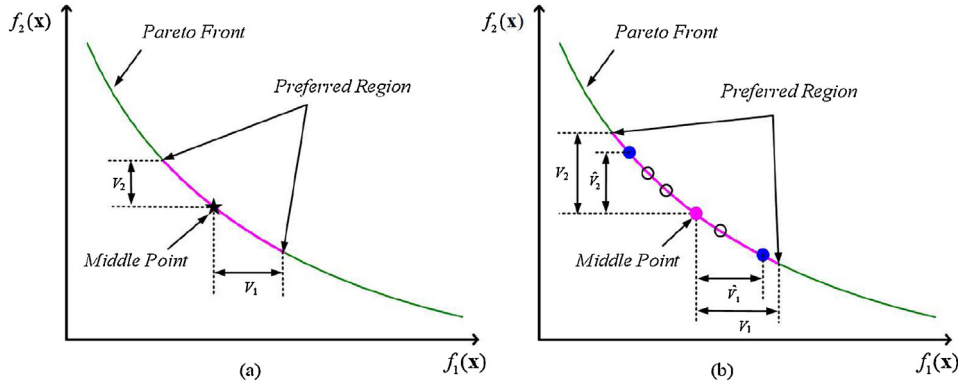 f₂(x)
Pareto Front
Preferred Region
V₂
Middle Point
V₁
f₁(x)
(a)
f₂(x)
Pareto Front
Preferred Region
V₂
V̂₂
Middle Point
V̂₁
V₁
f₁(x)
(b)